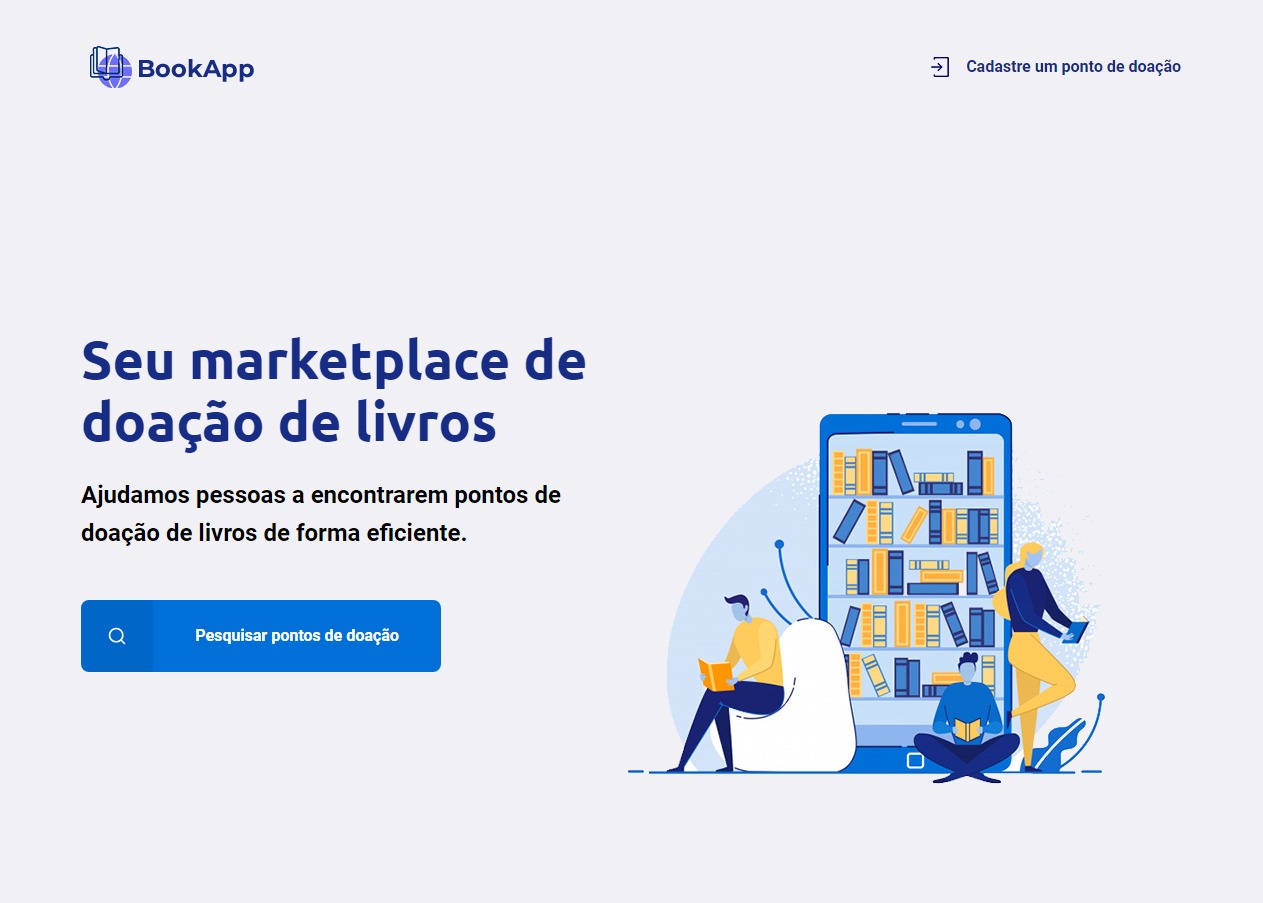 BookApp
Cadastre um ponto de doação
Seu marketplace de
doação de livros
Ajudamos pessoas a encontrarem pontos de
doação de livros de forma eficiente.
Pesquisar pontos de doação